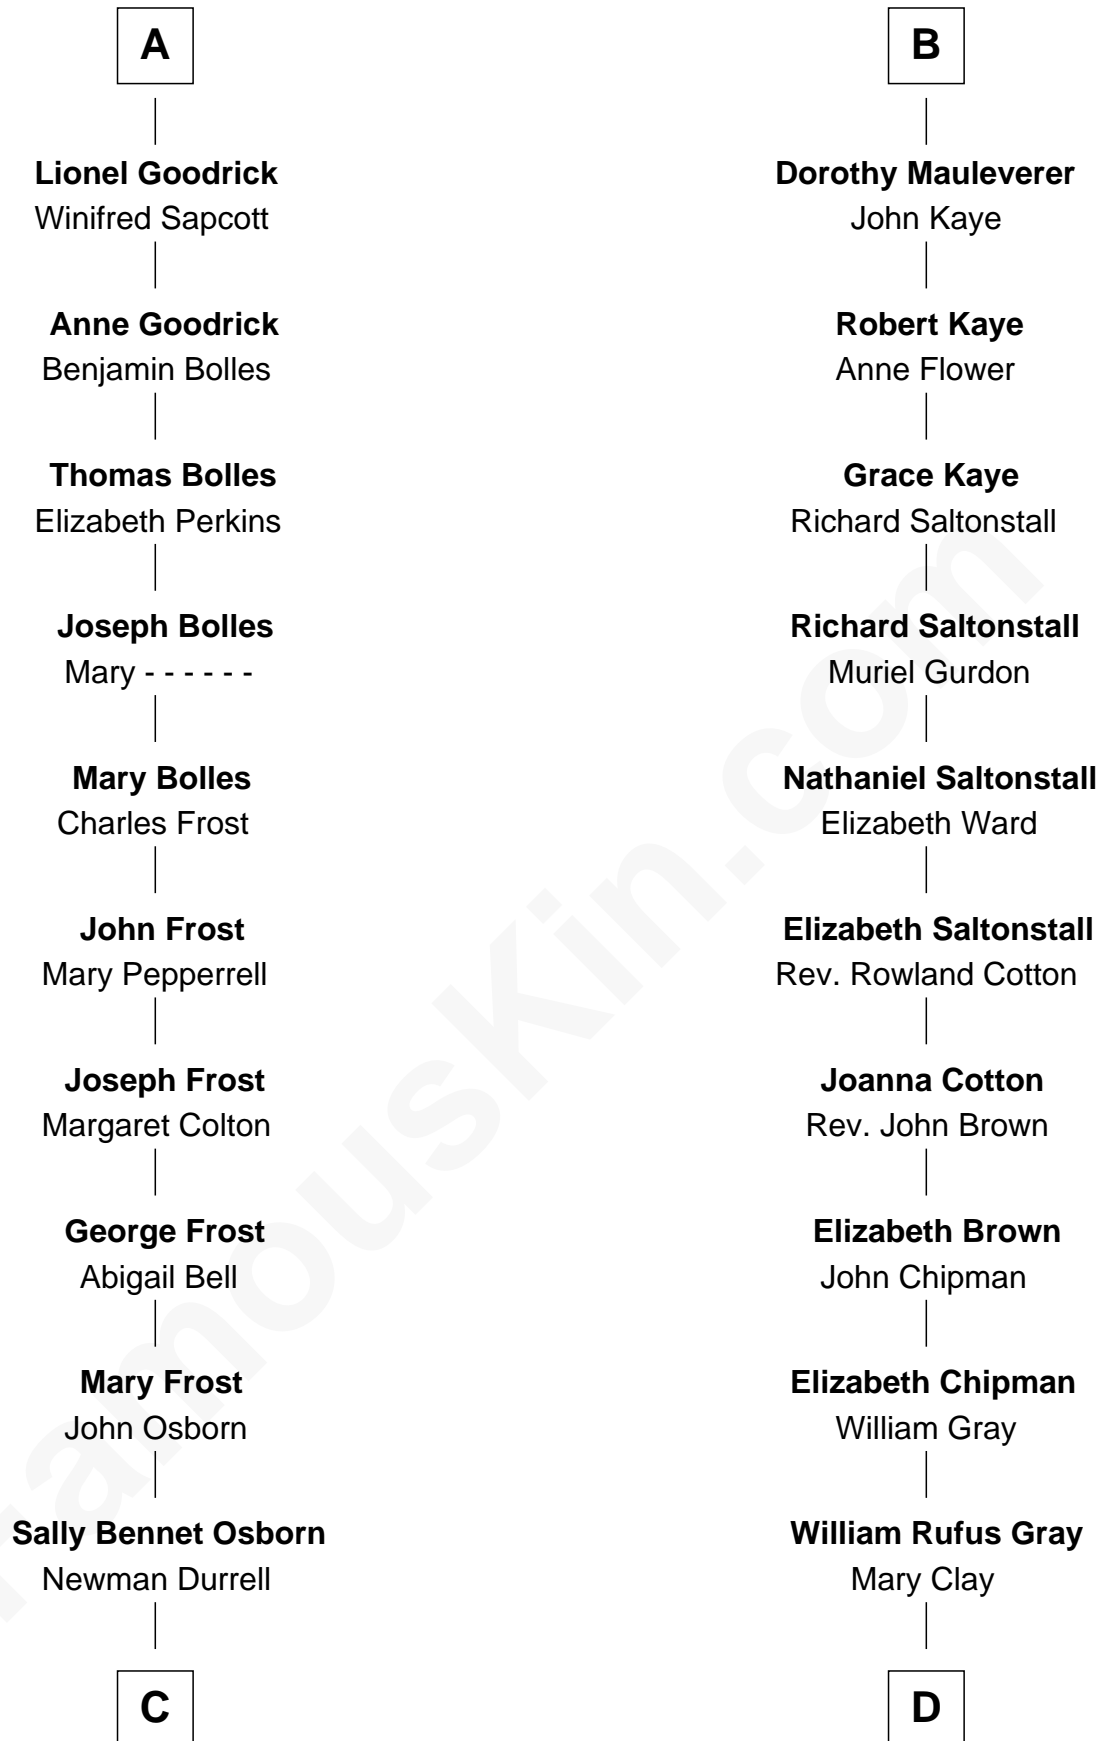 A
Lionel Goodrick
Winifred Sapcott
Anne Goodrick
Benjamin Bolles
Thomas Bolles
Elizabeth Perkins
Joseph Bolles
Mary - - - - - -
Mary Bolles
Charles Frost
John Frost
Mary Pepperrell
Joseph Frost
Margaret Colton
George Frost
Abigail Bell
Mary Frost
John Osborn
Sally Bennet Osborn
Newman Durrell
C
B
Dorothy Mauleverer
John Kaye
Robert Kaye
Anne Flower
Grace Kaye
Richard Saltonstall
Richard Saltonstall
Muriel Gurdon
Nathaniel Saltonstall
Elizabeth Ward
Elizabeth Saltonstall
Rev. Rowland Cotton
Joanna Cotton
Rev. John Brown
Elizabeth Brown
John Chipman
Elizabeth Chipman
William Gray
William Rufus Gray
Mary Clay
D
FamousKin.com